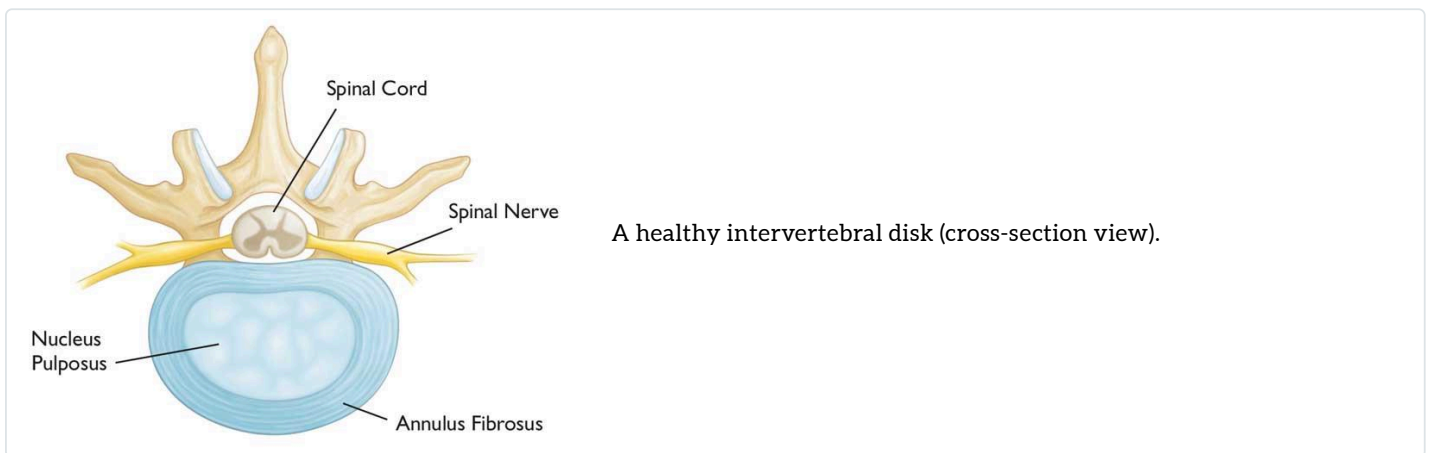 Spinal Cord
Spinal Nerve
A healthy intervertebral disk (cross-section view).
Nucleus
Pulposus
Annulus Fibrosus